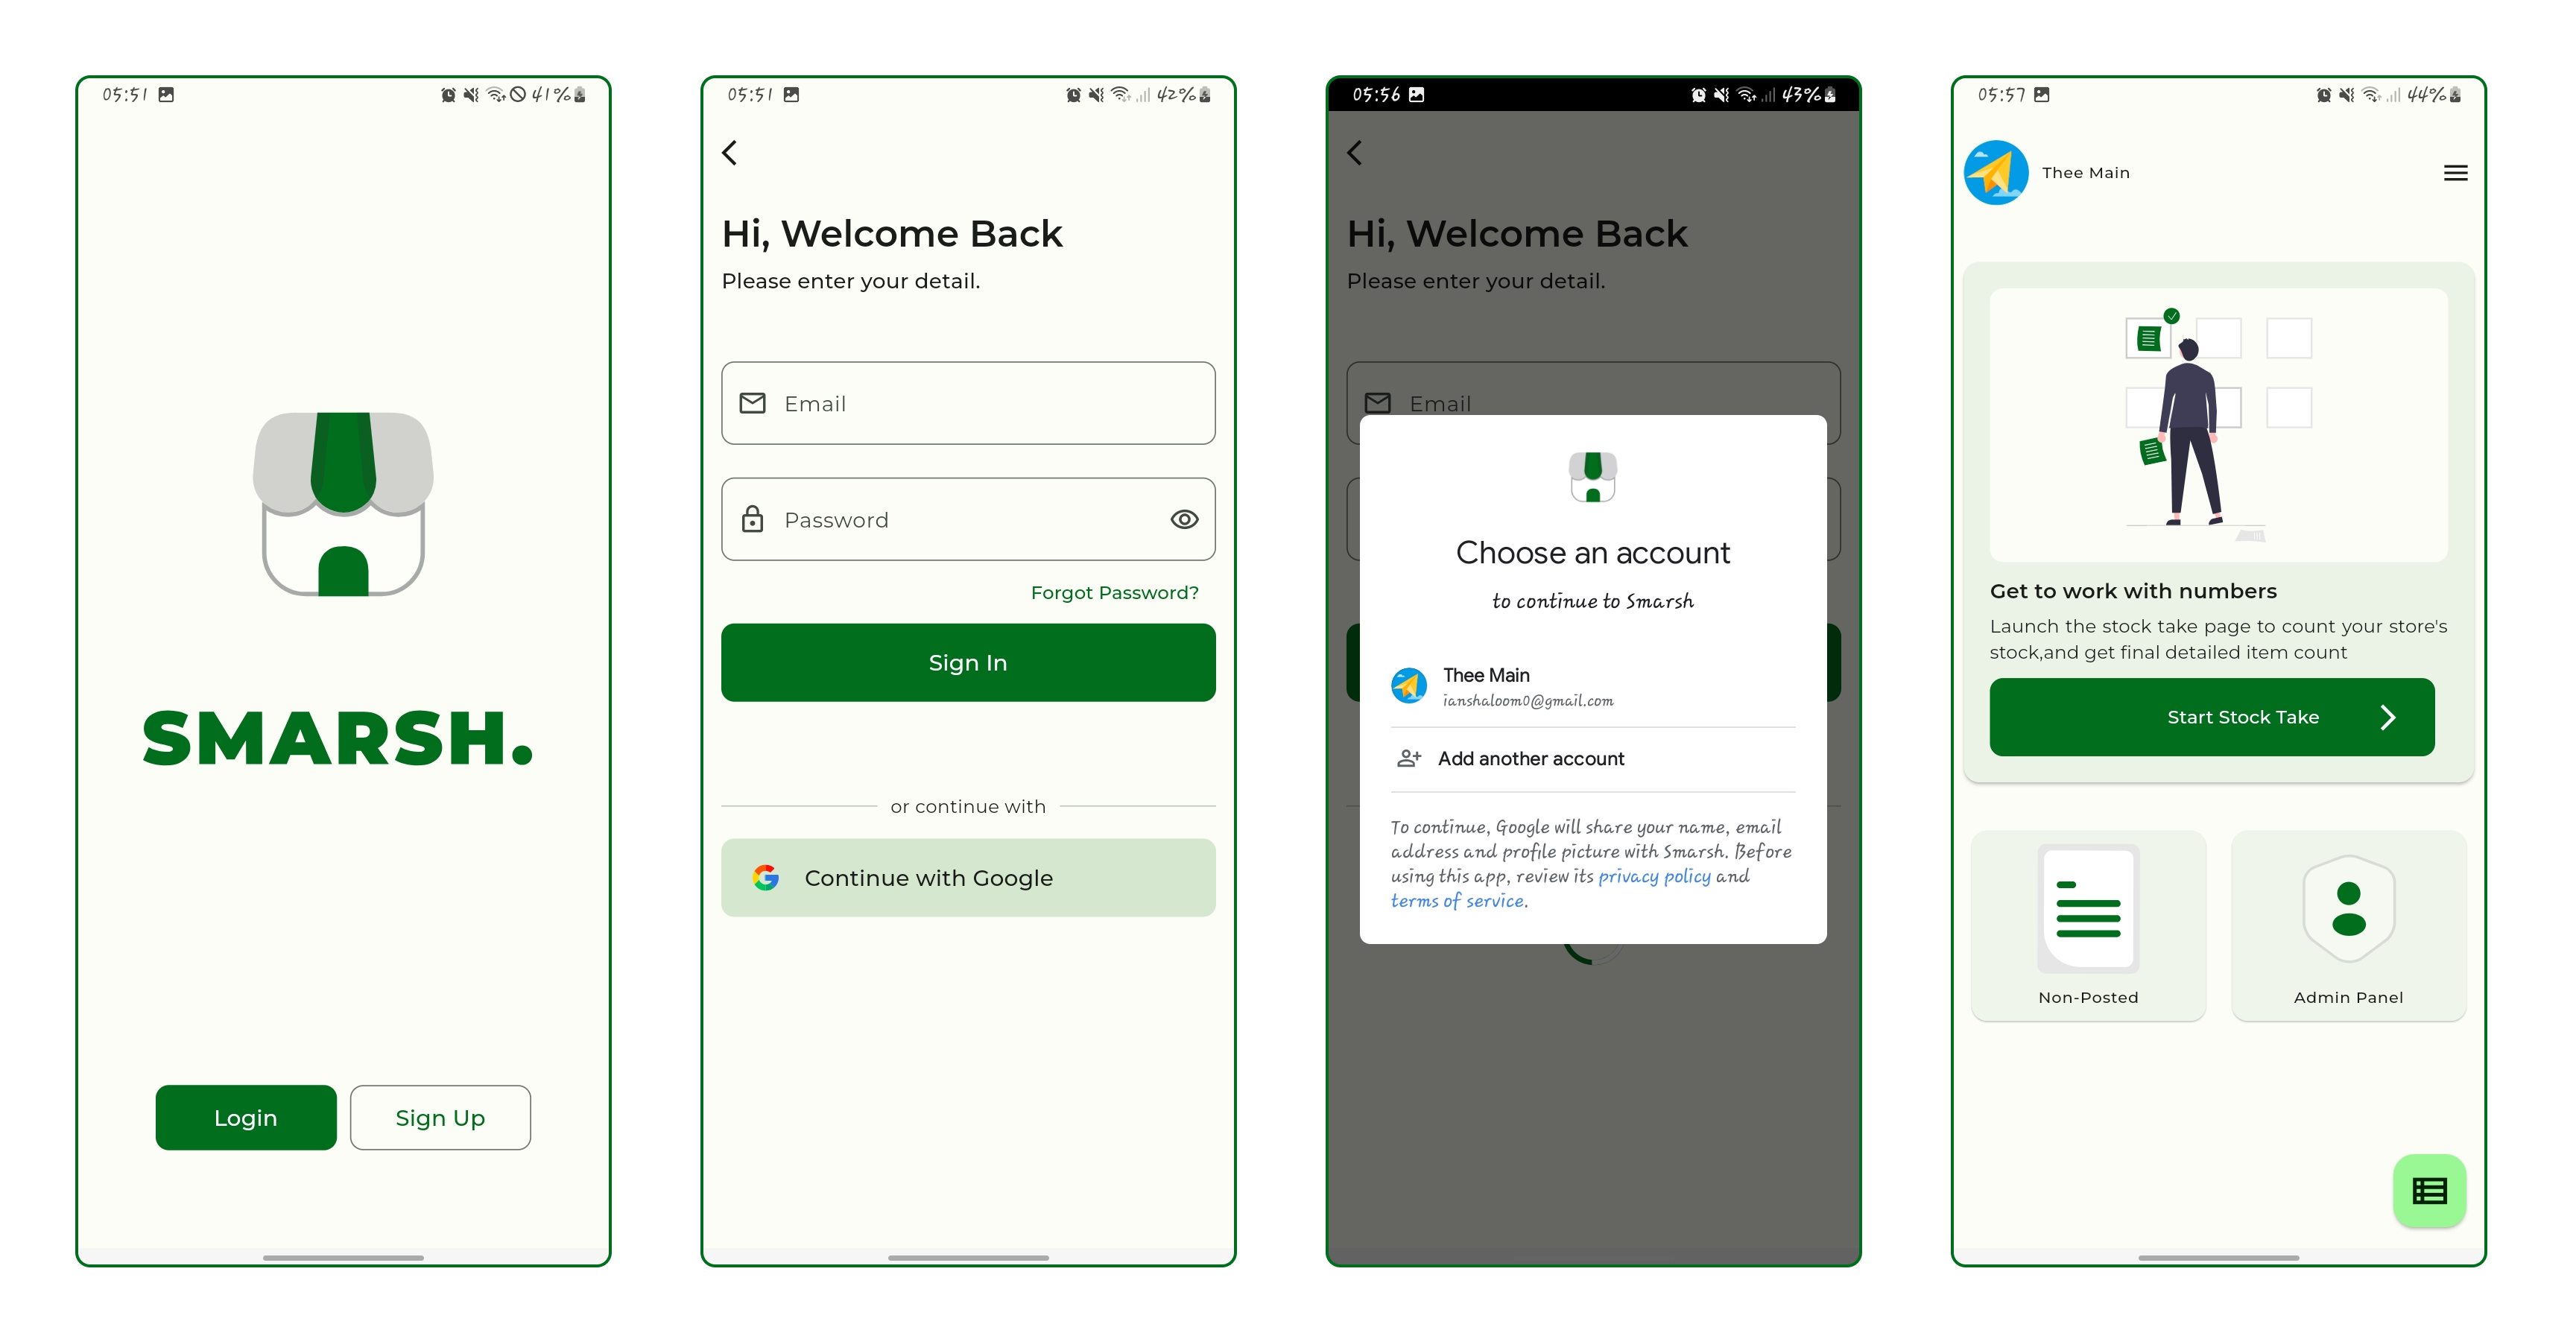 05:51
41%
SMARSH.
Login
Sign Up
05:51
42%
Hi, Welcome Back
Please enter your detail.
Email
Password
Forgot Password?
Sign In
or continue with
Continue with Google
05:56
43%
Hi, Welcome Back
Please enter your detail.
Email
Choose an account
to continue to Smarsh
Thee Main
ianshaloom0@gmail.com
Add another account
To continue, Google will share your name, email
address and profile picture with Smarsh. Before
using this app, review its privacy policy and
terms of service.
05:57
44%
Thee Main
Get to work with numbers
Launch the stock take page to count your store's
stock,and get final detailed item count
Start Stock Take
Non-Posted
Admin Panel